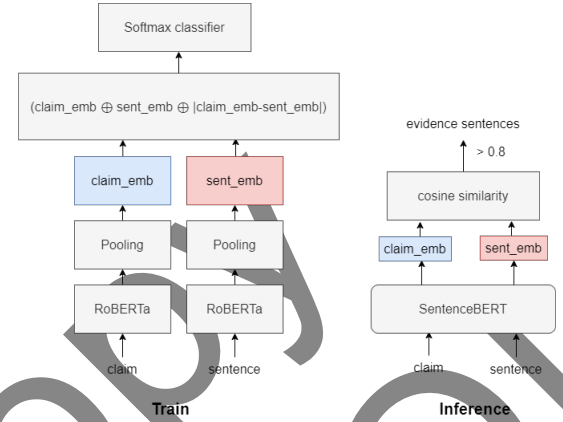 Softmax classifier
(claim_emb ⊕ sent_emb ⊕ |claim_emb-sent_emb|)
claim_emb
sent_emb
Pooling
Pooling
RoBERTa
RoBERTa
claim
sentence
Train
evidence sentences
> 0.8
cosine similarity
claim_emb
sent_emb
SentenceBERT
claim
sentence
Inference